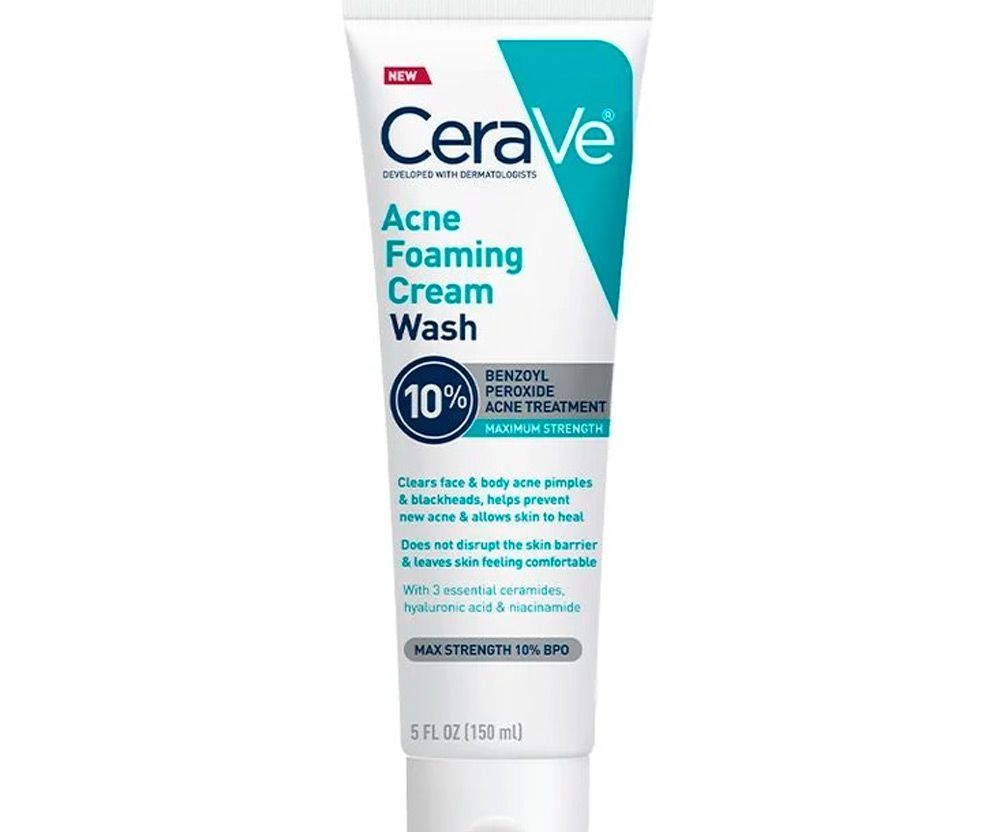 NEW
CeraVe®
DEVELOPED WITH DERMATOLOGISTS
Acne
Foaming
Cream
Wash
10%
BENZOYL
PEROXIDE
ACNE TREATMENT
MAXIMUM STRENGTH
Clears face & body acne pimples
& blackheads, helps prevent
new acne & allows skin to heal
Does not disrupt the skin barrier
& leaves skin feeling comfortable
With 3 essential ceramides,
hyaluronic acid & niacinamide
MAX STRENGTH 10% BPO
5 FL OZ (150 ml)